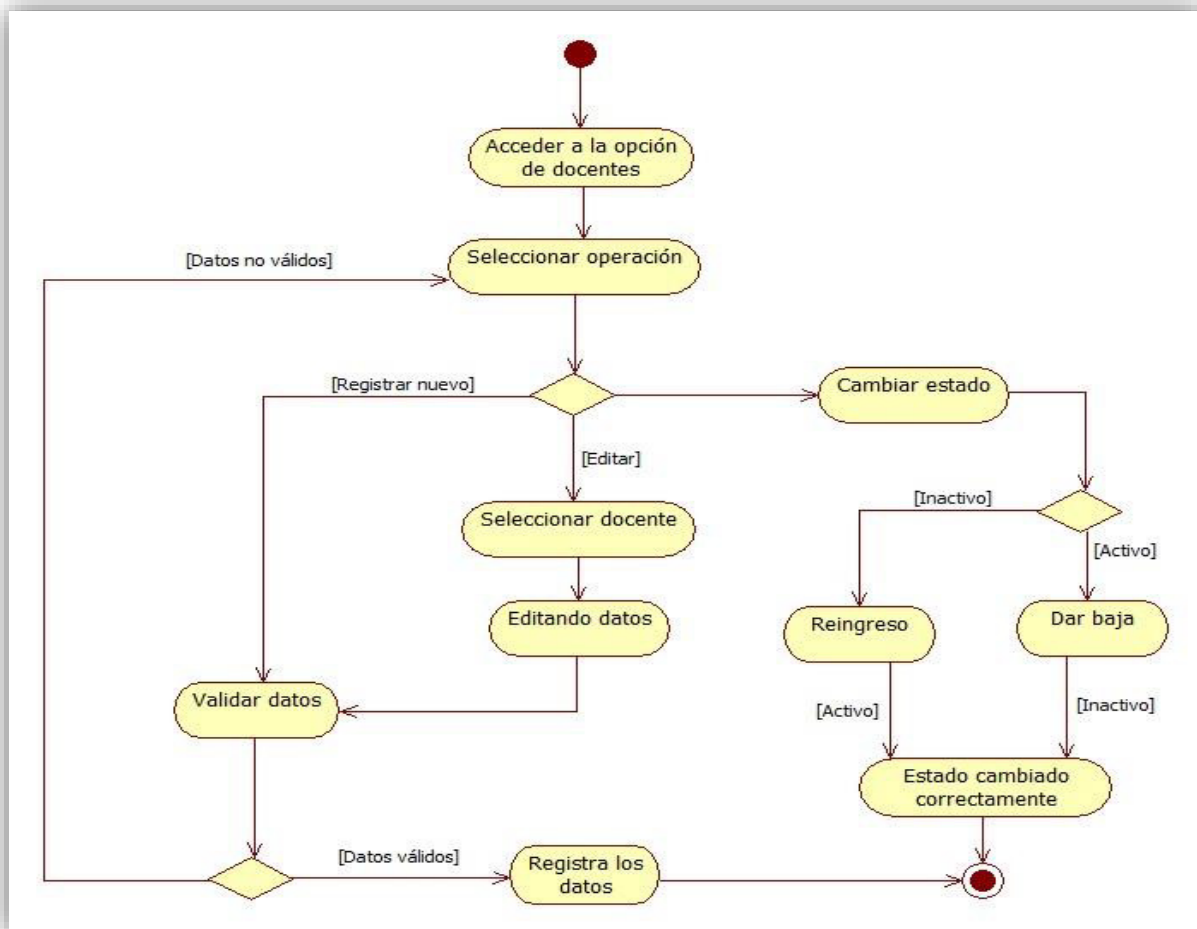 Acceder a la opción
de docentes
Seleccionar operación
[Datos no válidos]
[Registrar nuevo]
Cambiar estado
[Editar]
Seleccionar docente
[Inactivo]
[Activo]
Editando datos
Reingreso
Dar baja
Validar datos
[Activo]
[Inactivo]
Estado cambiado
correctamente
[Datos válidos]
Registra los
datos